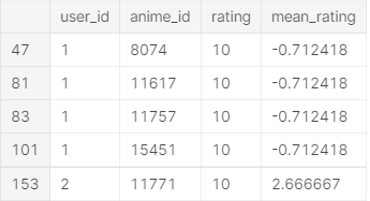 user_id anime_id rating mean_rating
47 1 8074 10 -0.712418
81 1 11617 10 -0.712418
83 1 11757 10 -0.712418
101 1 15451 10 -0.712418
153 2 11771 10 2.666667